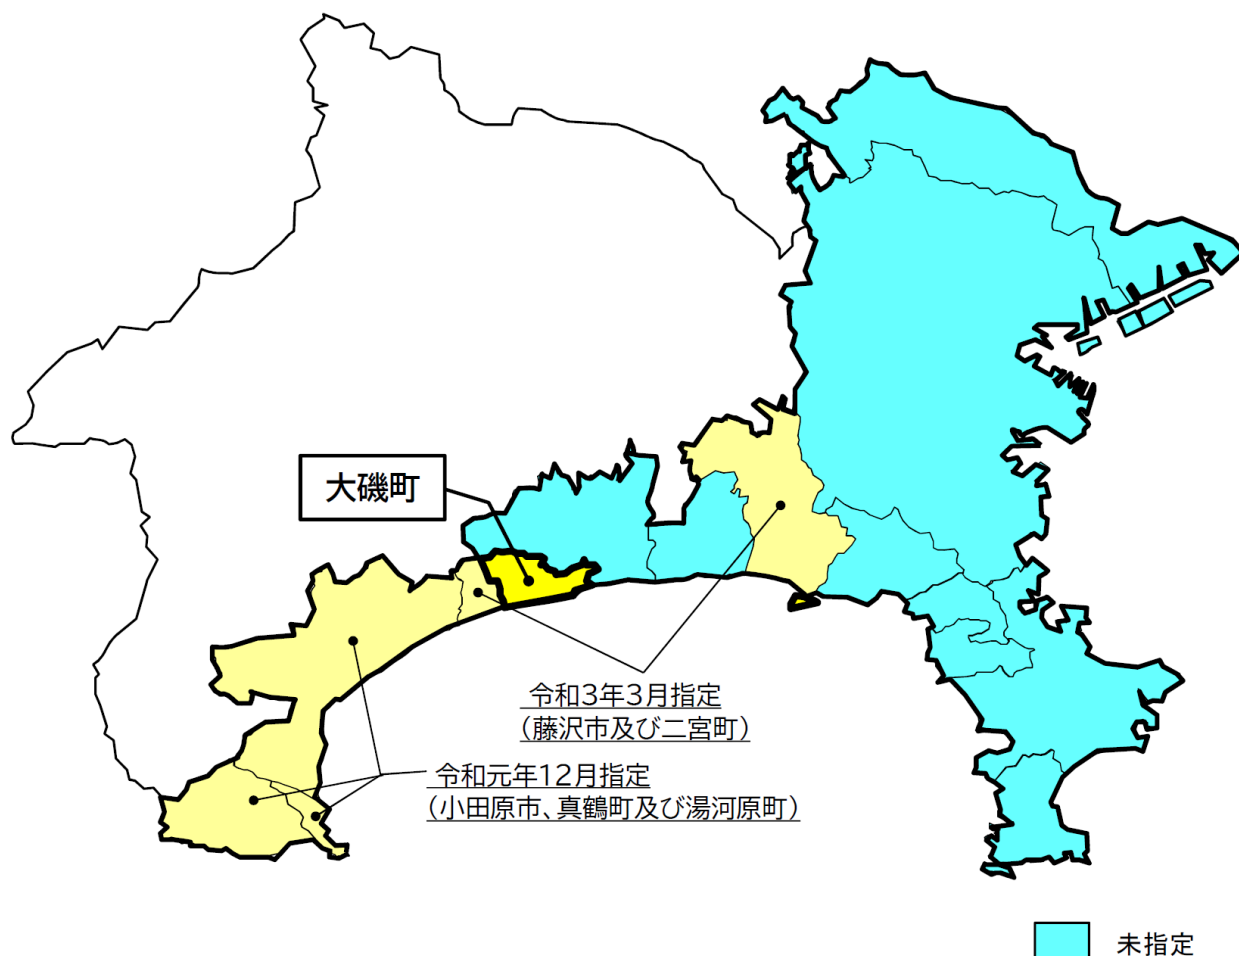 大磯町
令和3年3月指定
(藤沢市及び二宮町)
令和元年12月指定
(小田原市、真鶴町及び湯河原町)
未指定